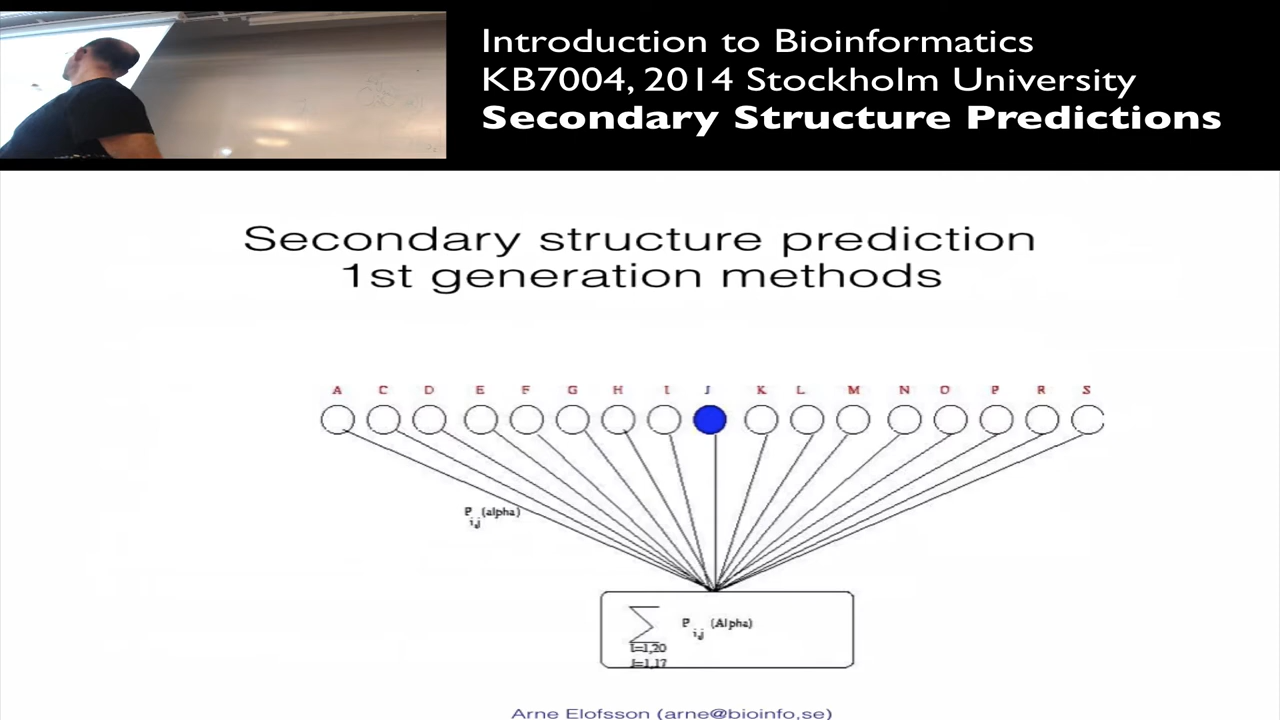 Introduction to Bioinformatics
KB7004, 2014 Stockholm University
Secondary Structure Predictions
Secondary structure prediction
1st generation methods
A C D E F G H I J K L M N O P R S
P i,j (alpha)
∑ P i,j (Alpha)
I=1,20
J=1,17
Arne Elofsson (arne@bioinfo,se)